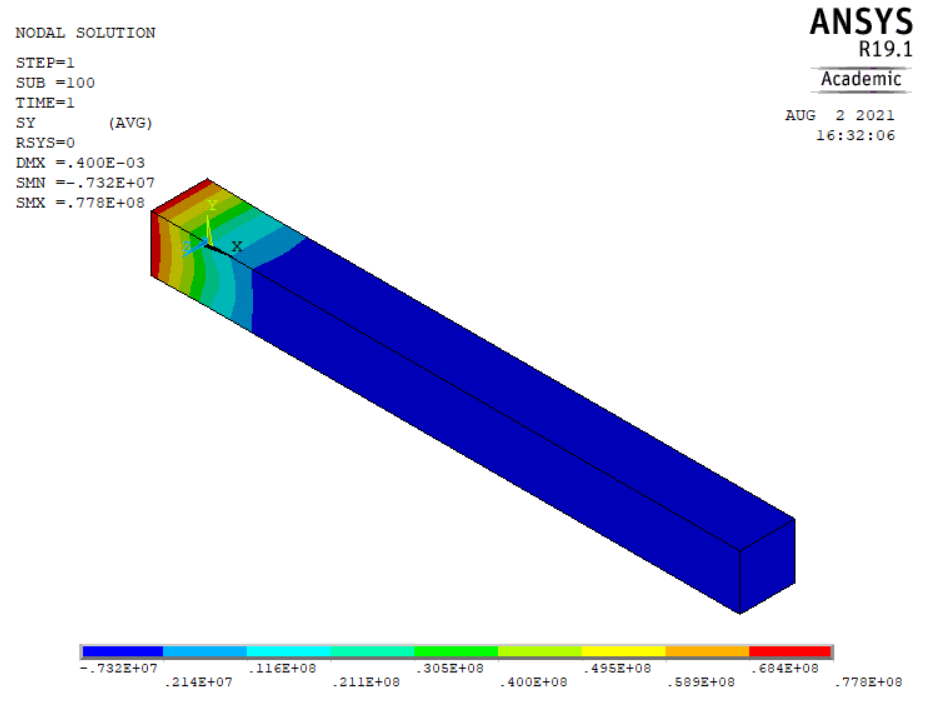 NODAL SOLUTION
STEP=1
SUB =100
TIME=1
SY (AVG)
RSYS=0
DMX =.400E-03
SMN =-.732E+07
SMX =.778E+08
ANSYS
R19.1
Academic
AUG 2 2021
16:32:06
Y
Z
X
-.732E+07 .116E+08 .305E+08 .495E+08 .684E+08
.214E+07 .211E+08 .400E+08 .589E+08 .778E+08